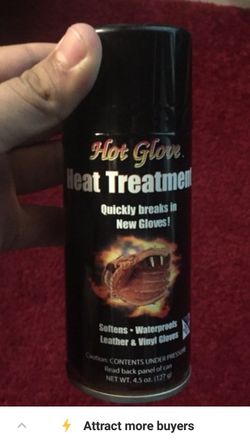 Hot Glove
Heat Treatment
Quickly breaks in
New Gloves!
Softens • Waterproofs
Leather & Vinyl Gloves
Caution: CONTENTS UNDER PRESSURE
Read back panel of can
NET WT. 4.5 oz. (127 g)
Attract more buyers